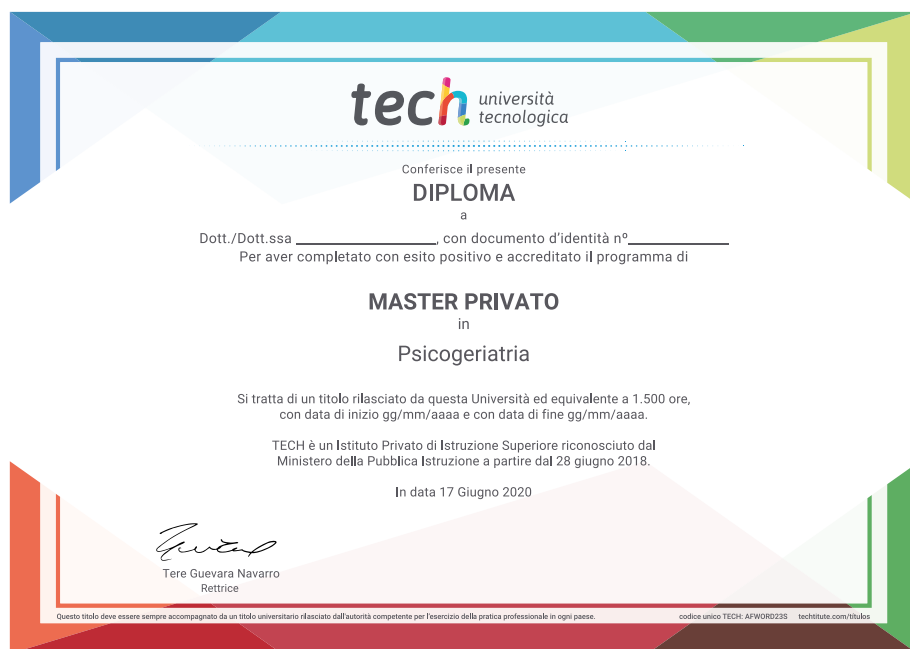 tech università
tecnologica
Conferisce il presente
DIPLOMA
a
Dott./Dott.ssa ________________, con documento d'identità nº____________
Per aver completato con esito positivo e accreditato il programma di
MASTER PRIVATO
in
Psicogeriatria
Si tratta di un titolo rilasciato da questa Università ed equivalente a 1.500 ore,
con data di inizio gg/mm/aaaa e con data di fine gg/mm/aaaa.
TECH è un Istituto Privato di Istruzione Superiore riconosciuto dal
Ministero della Pubblica Istruzione a partire dal 28 giugno 2018.
In data 17 Giugno 2020
Tere Guevara Navarro
Rettrice
Questo titolo deve essere sempre accompagnato da un titolo universitario rilasciato dall'autorità competente per l'esercizio della pratica professionale in ogni paese. codice unico TECH: AFWORD23S techtitute.com/títulos